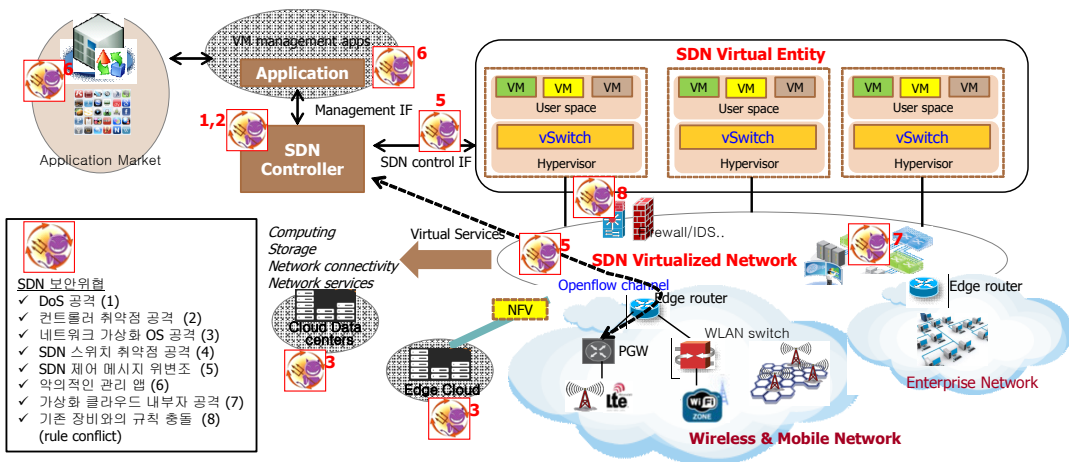 VM management apps
6
Application
6
Application Market
Management IF
1,2
SDN
Controller
5
SDN control IF
SDN Virtual Entity
VM VM VM
User space
vSwitch
Hypervisor
VM VM VM
User space
vSwitch
Hypervisor
VM VM VM
User space
vSwitch
Hypervisor
8
irewall/IDS..
7
5
SDN Virtualized Network
Openflow channel
Edge router
Edge router
Virtual Services
Computing
Storage
Network connectivity
Network services
Cloud Data
centers
3
NFV
Edge Cloud
3
PGW
WLAN switch
Lte
Wi Fi
ZONE
Enterprise Network
Wireless & Mobile Network
SDN 보안위협
✓ DoS 공격 (1)
✓ 컨트롤러 취약점 공격 (2)
✓ 네트워크 가상화 OS 공격 (3)
✓ SDN 스위치 취약점 공격 (4)
✓ SDN 제어 메시지 위변조 (5)
✓ 악의적인 관리 앱 (6)
✓ 가상화 클라우드 내부자 공격 (7)
✓ 기존 장비와의 규칙 충돌 (8)
(rule conflict)